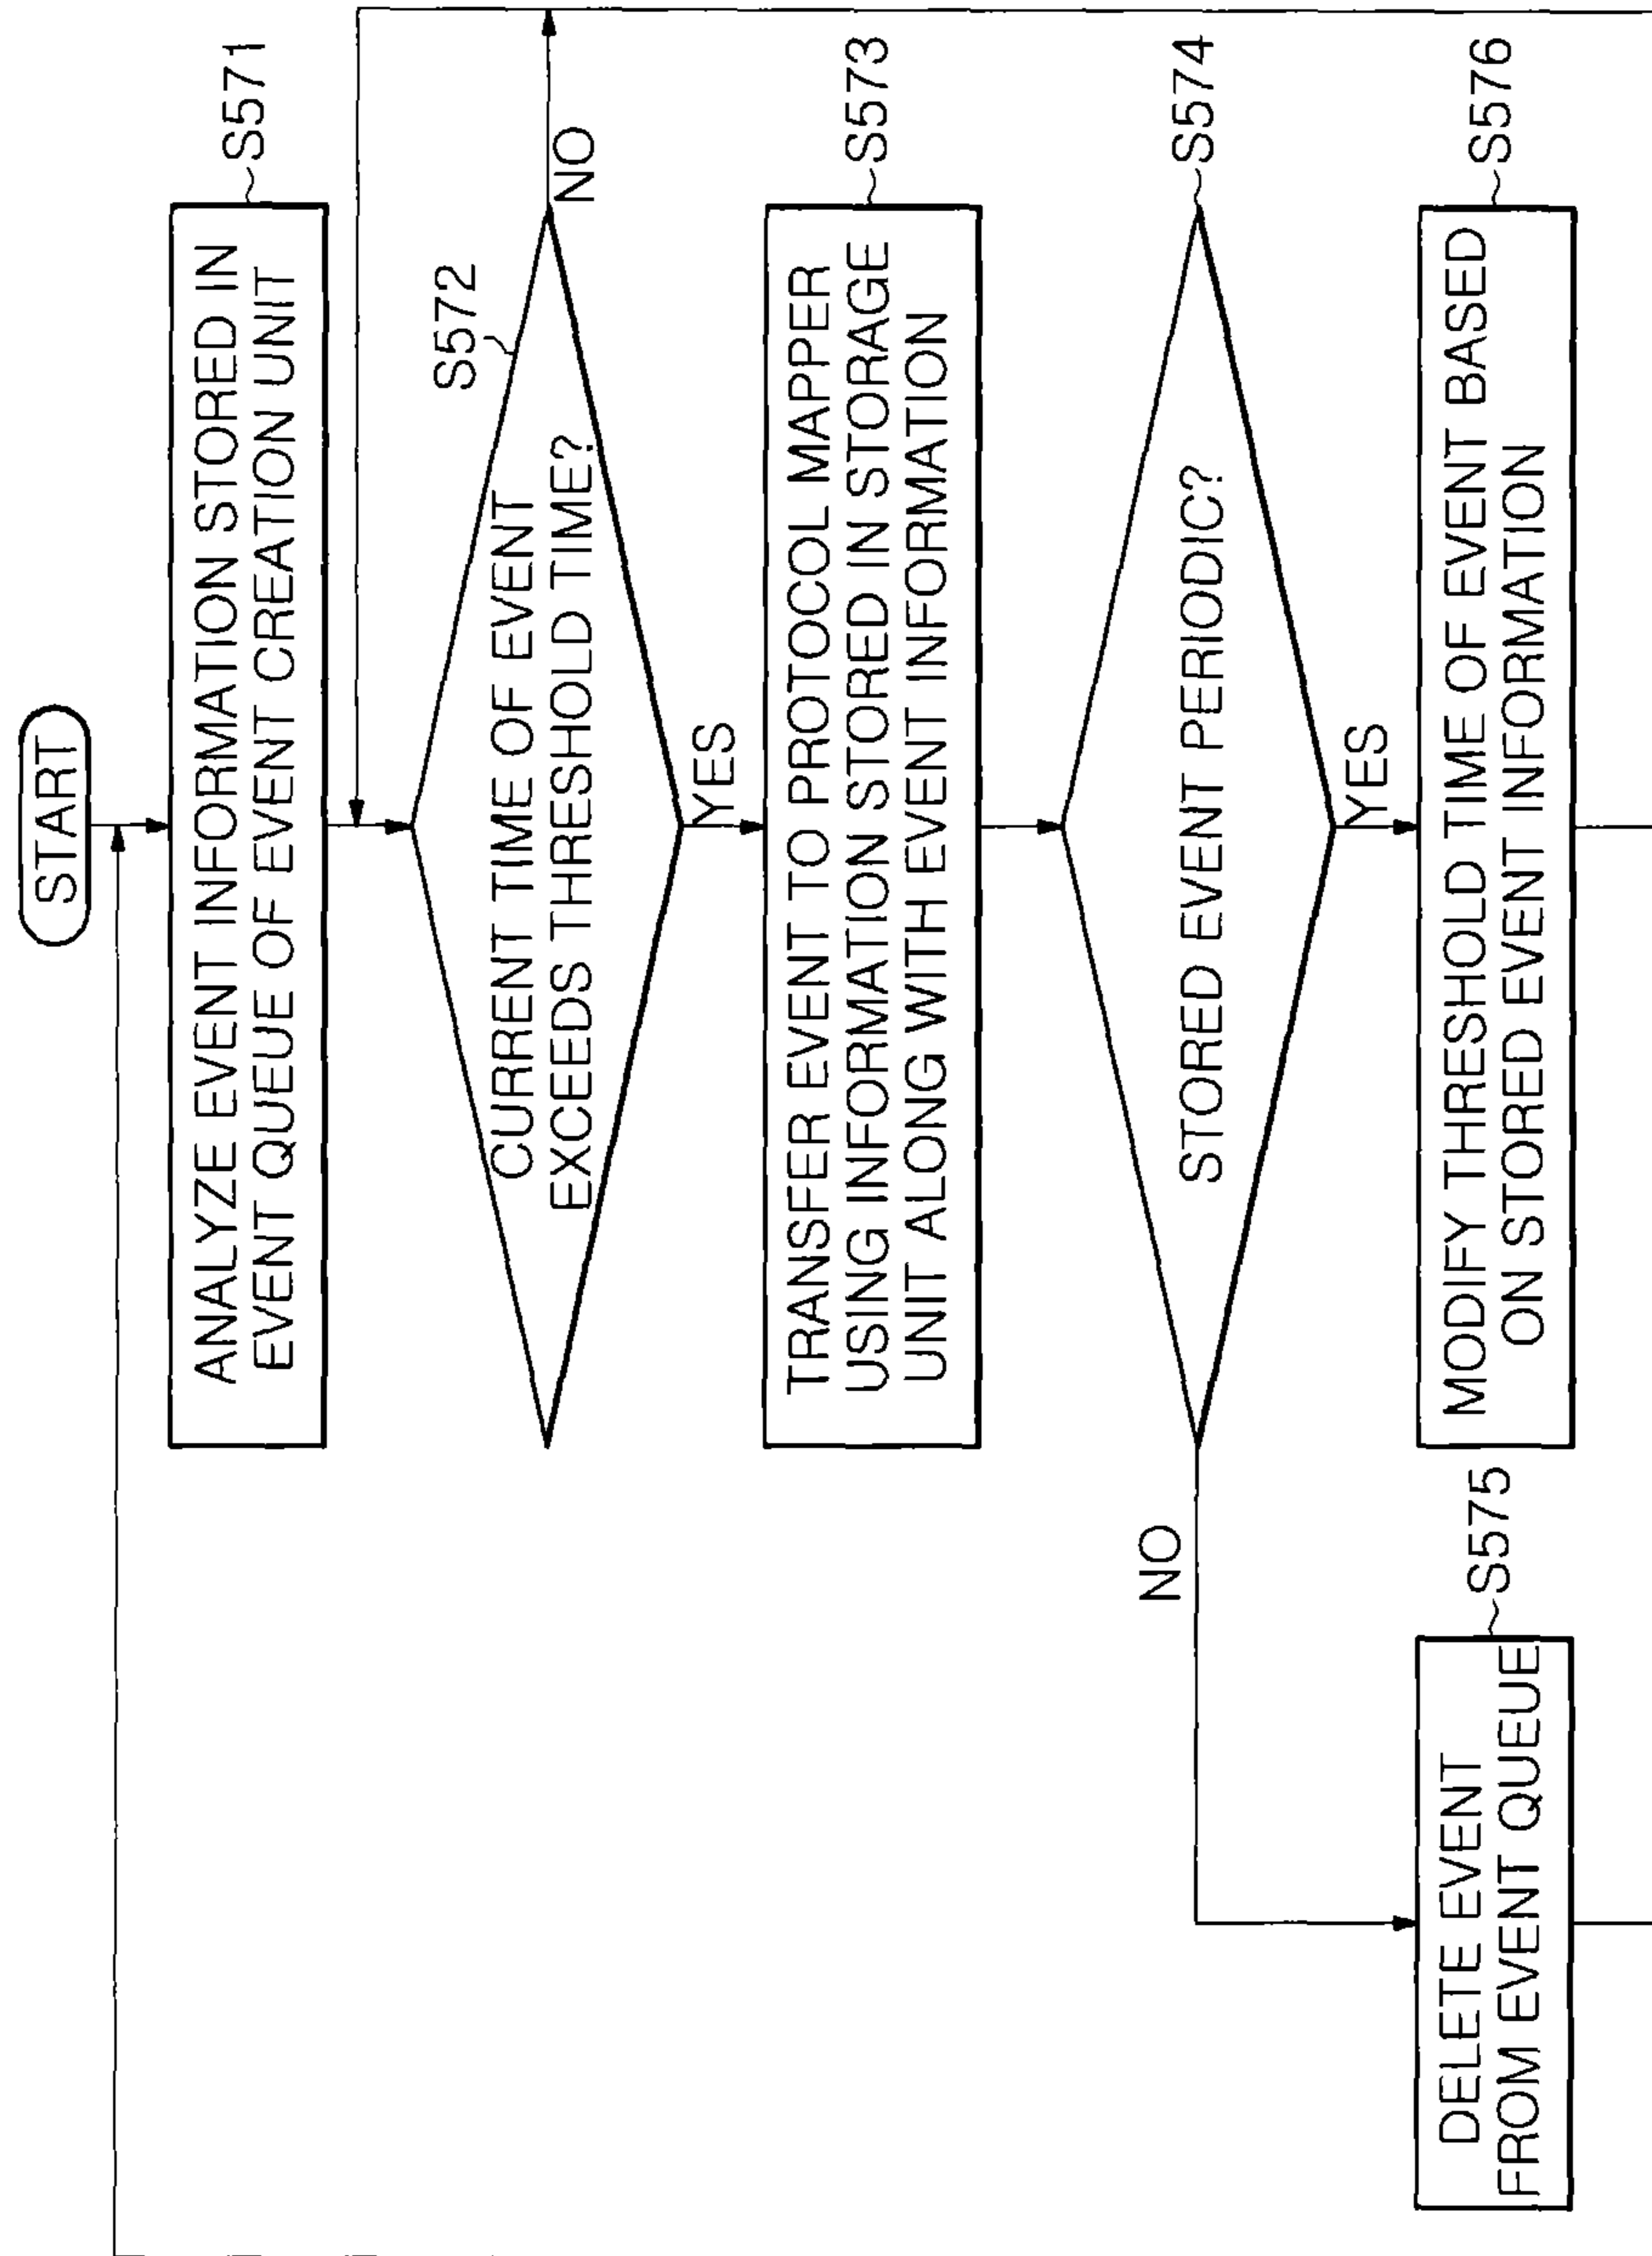 START
ANALYZE EVENT INFORMATION STORED IN
EVENT QUEUE OF EVENT CREATION UNIT
S571
S572
CURRENT TIME OF EVENT
EXCEEDS THRESHOLD TIME?
NO
YES
TRANSFER EVENT TO PROTOCOL MAPPER
USING INFORMATION STORED IN STORAGE
UNIT ALONG WITH EVENT INFORMATION
S573
STORED EVENT PERIODIC?
S574
NO
YES
DELETE EVENT
FROM EVENT QUEUE
S575
MODIFY THRESHOLD TIME OF EVENT BASED
ON STORED EVENT INFORMATION
S576